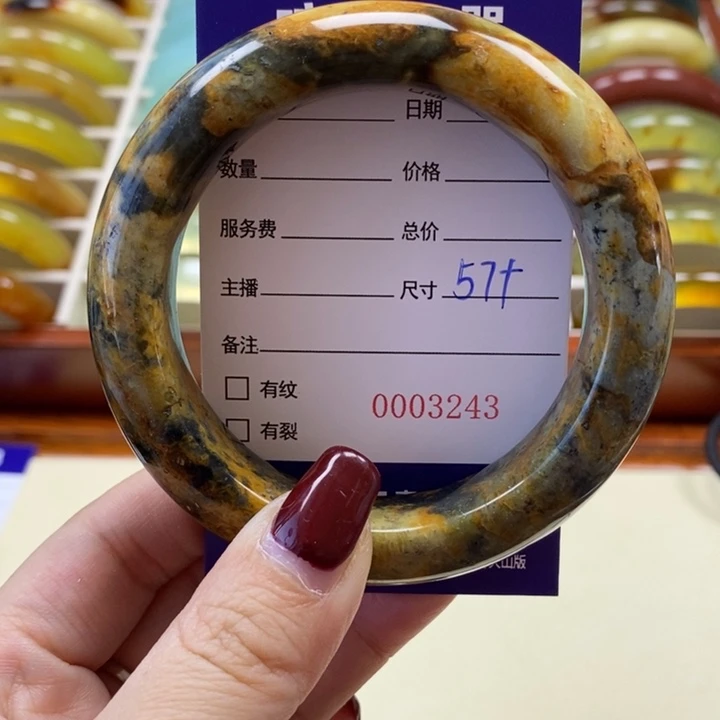 日期
数量 价格
服务费 总价
主播 尺寸 57+
备注
□ 有纹
0003243
□ 有裂